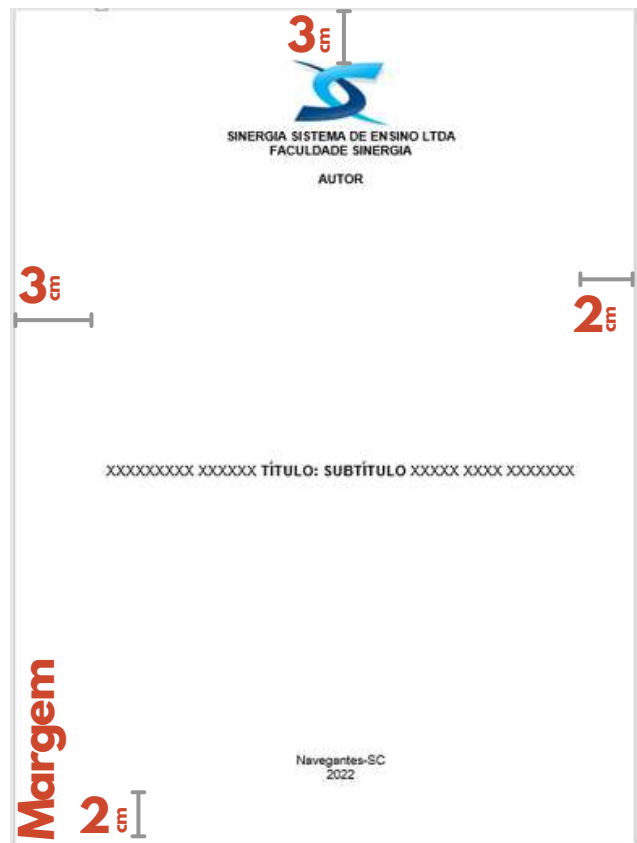 3 cm
SINERGIA SISTEMA DE ENSINO LTDA
FACULDADE SINERGIA
AUTOR
3 cm
2 cm
XXXXXXXXX XXXXXX TÍTULO: SUBTÍTULO XXXXX XXXX XXXXXXX
Navegantes-SC
2022
Margem
2 cm